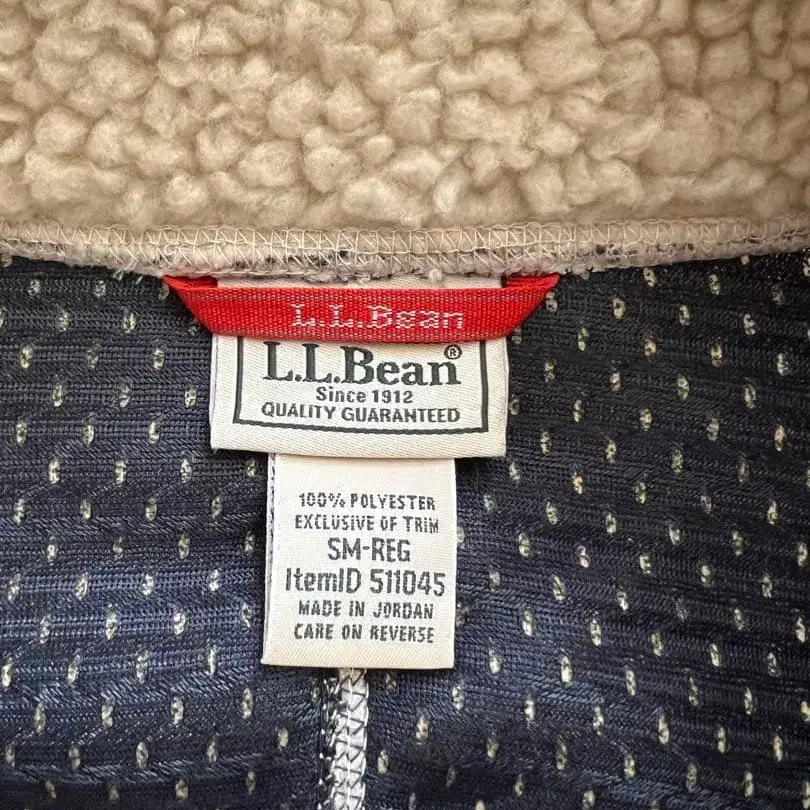 L.L.Bean
L.L.Bean®
Since 1912
QUALITY GUARANTEED
100% POLYESTER
EXCLUSIVE OF TRIM
SM-REG
ItemID 511045
MADE IN JORDAN
CARE ON REVERSE